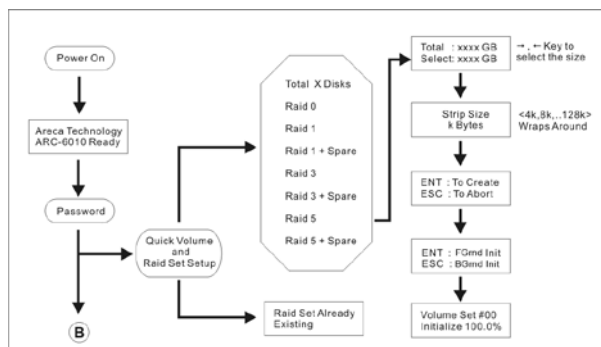 Power On
Areca Technology
ARC-6010 Ready
Password
B
Quick Volume
and
Raid Set Setup
Total X Disks
Raid 0
Raid 1
Raid 1 + Spare
Raid 3
Raid 3 + Spare
Raid 5
Raid 5 + Spare
Raid Set Already
Existing
Total : xxxx GB
Select: xxxx GB
→ , ← Key to
select the size
Strip Size
k Bytes
<4k,8k,..128k>
Wraps Around
ENT : To Create
ESC : To Abort
ENT : FGrnd Init
ESC : BGrnd Init
Volume Set #00
Initialize 100.0%